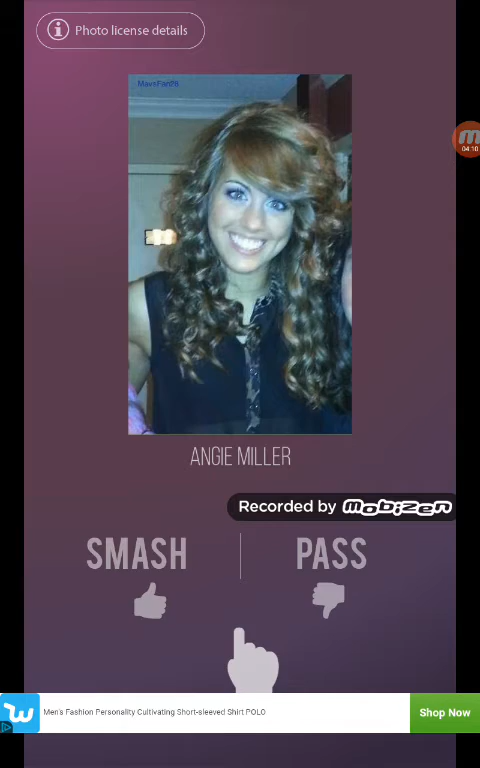 Photo license details
MavsFan26
04:10
ANGIE MILLER
Recorded by mobizen
SMASH
PASS
Men's Fashion Personality Cultivating Short-sleeved Shirt POLO
Shop Now